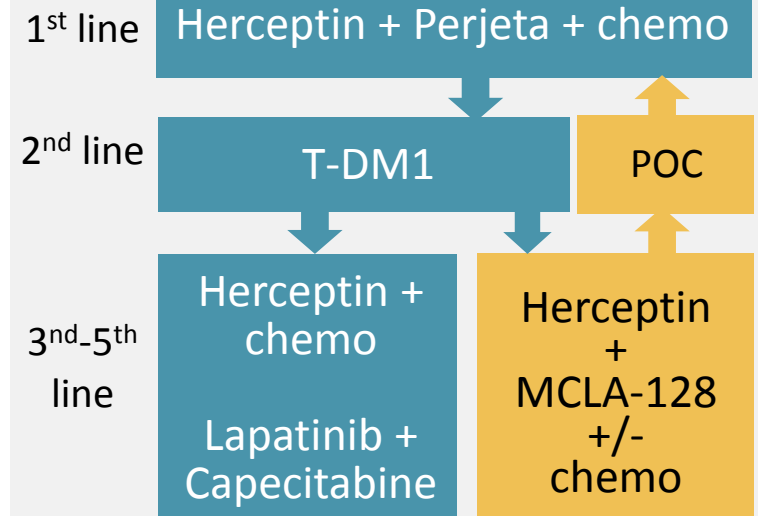 1st line
Herceptin + Perjeta + chemo
2nd line
T-DM1
POC
3nd-5th
line
Herceptin +
chemo
Lapatinib +
Capecitabine
Herceptin
+
MCLA-128
+/-
chemo